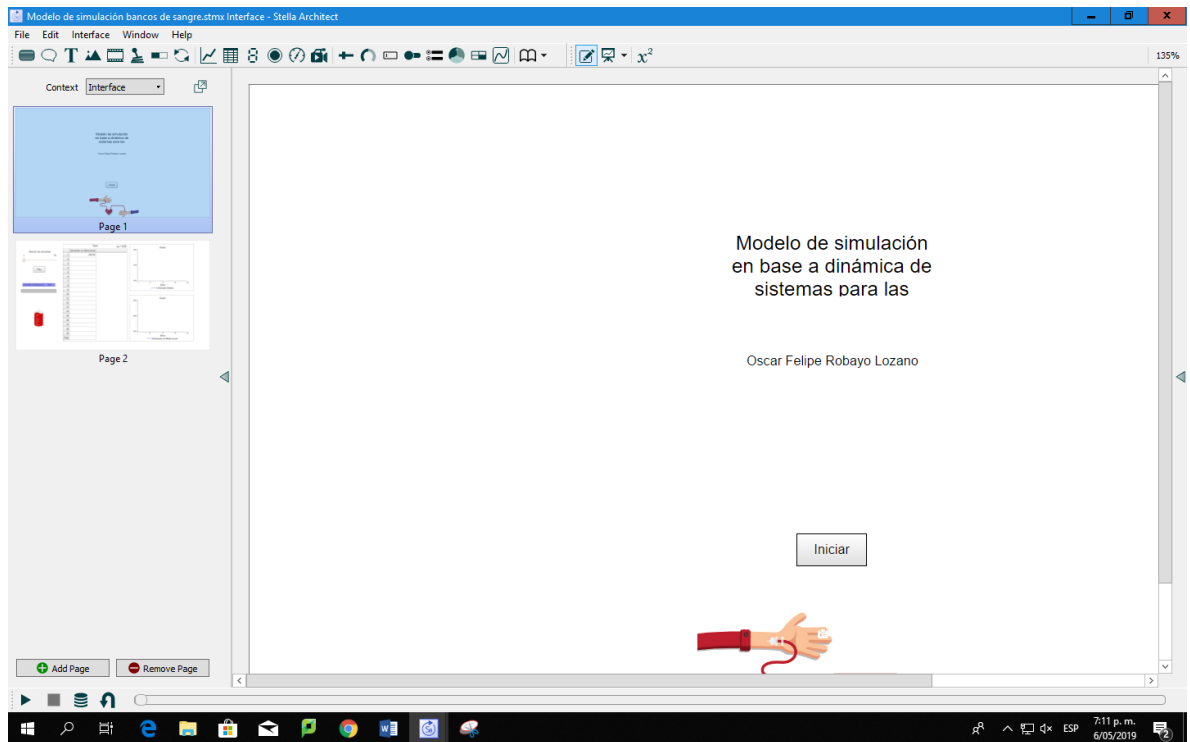 Modelo de simulación bancos de sangre.stmx Interface - Stella Architect
File Edit Interface Window Help
135%
Context Interface
Page 1
Page 2
Add Page Remove Page
Modelo de simulación
en base a dinámica de
sistemas para las
Oscar Felipe Robayo Lozano
Iniciar
ESP
7:11 p. m.
6/05/2019